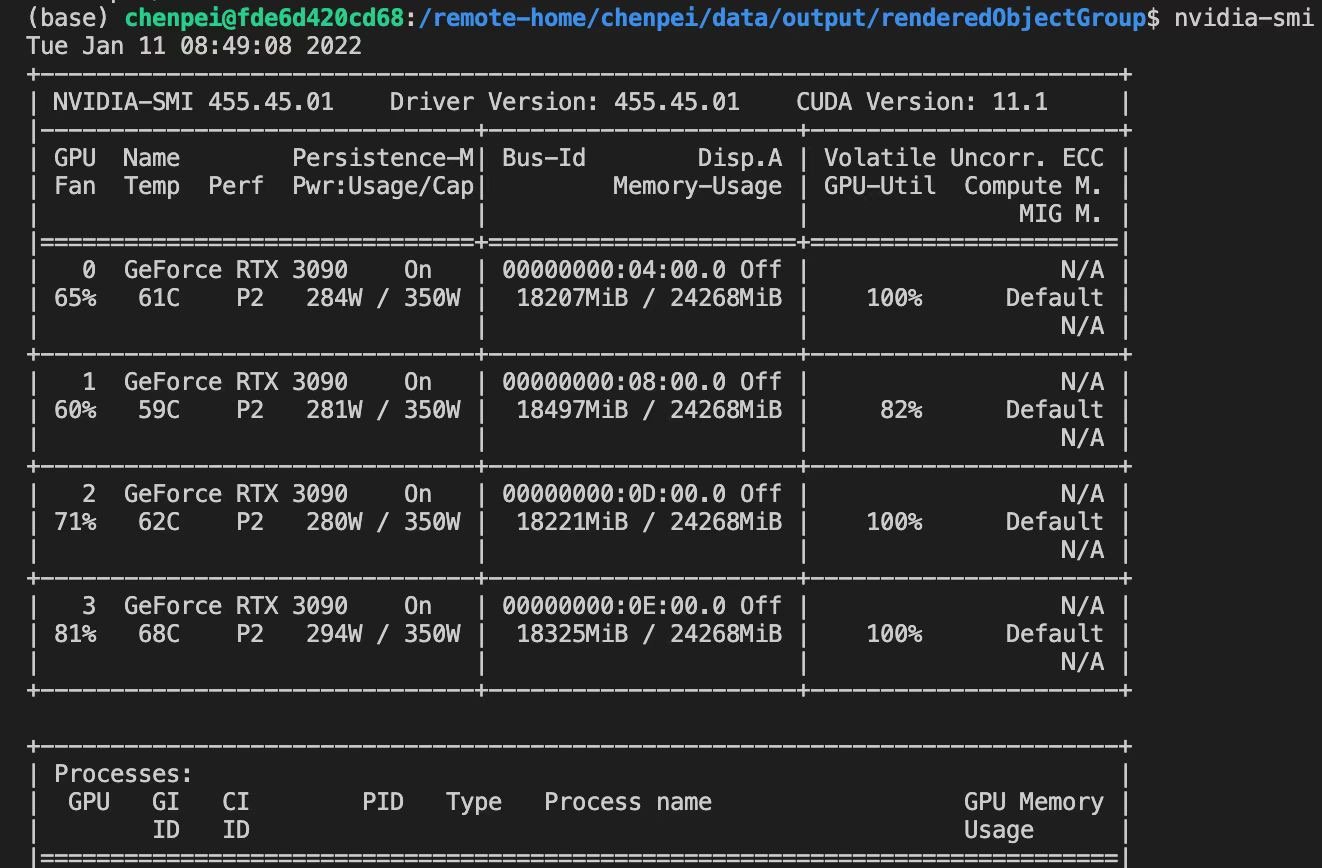 (base) chenpei@fde6d420cd68:/remote-home/chenpei/data/output/renderedObjectGroup$ nvidia-smi
Tue Jan 11 08:49:08 2022
+-----------------------------------------------------------------------------+
| NVIDIA-SMI 455.45.01    Driver Version: 455.45.01    CUDA Version: 11.1     |
|-------------------------------+----------------------+----------------------+
| GPU  Name        Persistence-M| Bus-Id        Disp.A | Volatile Uncorr. ECC |
| Fan  Temp  Perf  Pwr:Usage/Cap|         Memory-Usage | GPU-Util  Compute M. |
|                               |                      |               MIG M. |
|===============================+======================+======================|
|   0  GeForce RTX 3090    On   | 00000000:04:00.0 Off |                  N/A |
| 65%   61C    P2   284W / 350W |  18207MiB / 24268MiB |    100%      Default |
|                               |                      |                  N/A |
+-------------------------------+----------------------+----------------------+
|   1  GeForce RTX 3090    On   | 00000000:08:00.0 Off |                  N/A |
| 60%   59C    P2   281W / 350W |  18497MiB / 24268MiB |     82%      Default |
|                               |                      |                  N/A |
+-------------------------------+----------------------+----------------------+
|   2  GeForce RTX 3090    On   | 00000000:0D:00.0 Off |                  N/A |
| 71%   62C    P2   280W / 350W |  18221MiB / 24268MiB |    100%      Default |
|                               |                      |                  N/A |
+-------------------------------+----------------------+----------------------+
|   3  GeForce RTX 3090    On   | 00000000:0E:00.0 Off |                  N/A |
| 81%   68C    P2   294W / 350W |  18325MiB / 24268MiB |    100%      Default |
|                               |                      |                  N/A |
+-------------------------------+----------------------+----------------------+

+-----------------------------------------------------------------------------+
| Processes:                                                                  |
|  GPU   GI   CI        PID   Type   Process name                  GPU Memory |
|        ID   ID                                                   Usage      |
|=============================================================================|